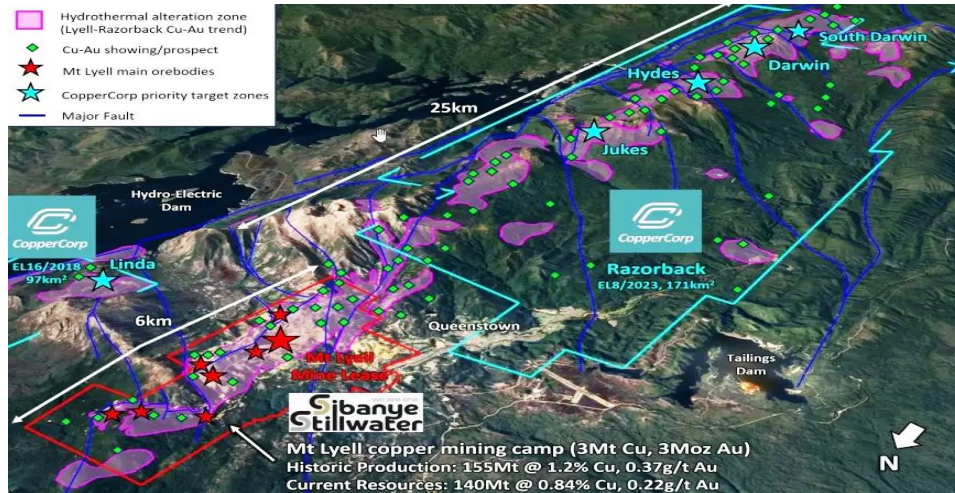 Hydrothermal alteration zone
(Lyell-Razorback Cu-Au trend)
Cu-Au showing/prospect
Mt Lyell main orebodies
CopperCorp priority target zones
Major Fault
South Darwin
Darwin
Hydes
25km
Jukes
Hydro-Electric
Dam
CopperCorp
EL16/2018
97km²
Linda
CopperCorp
Razorback
EL8/2023, 171km²
6km
Queenstown
Mt Lyell
Mine Lease
Tailings
Dam
Sibanye
Stillwater
Mt Lyell copper mining camp (3Mt Cu, 3Moz Au)
Historic Production: 155Mt @ 1.2% Cu, 0.37g/t Au
Current Resources: 140Mt @ 0.84% Cu, 0.22g/t Au
N